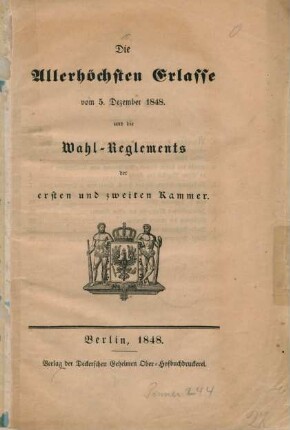 Die
Allerhöchsten Erlasse
vom 5. Dezember 1848.
und die
Wahl-Reglements
der
ersten und zweiten Kammer.
Berlin, 1848.
Verlag der Deckerschen Geheimen Ober-Hofbuchdruckerei.